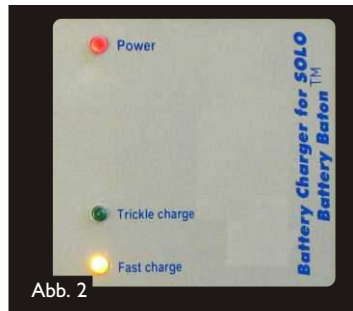 Power
Battery Charger for SOLO
Battery Baton™
Trickle charge
Fast charge
Abb. 2